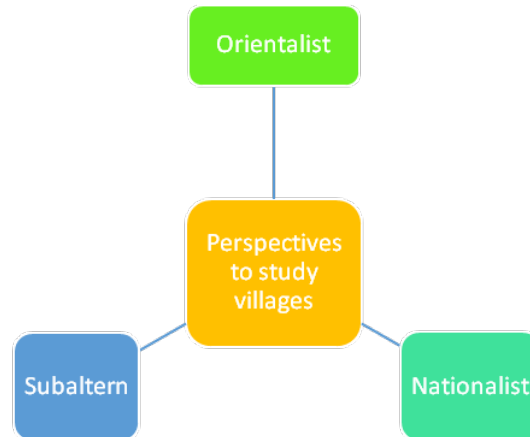 Orientalist
Perspectives
to study
villages
Subaltern
Nationalist